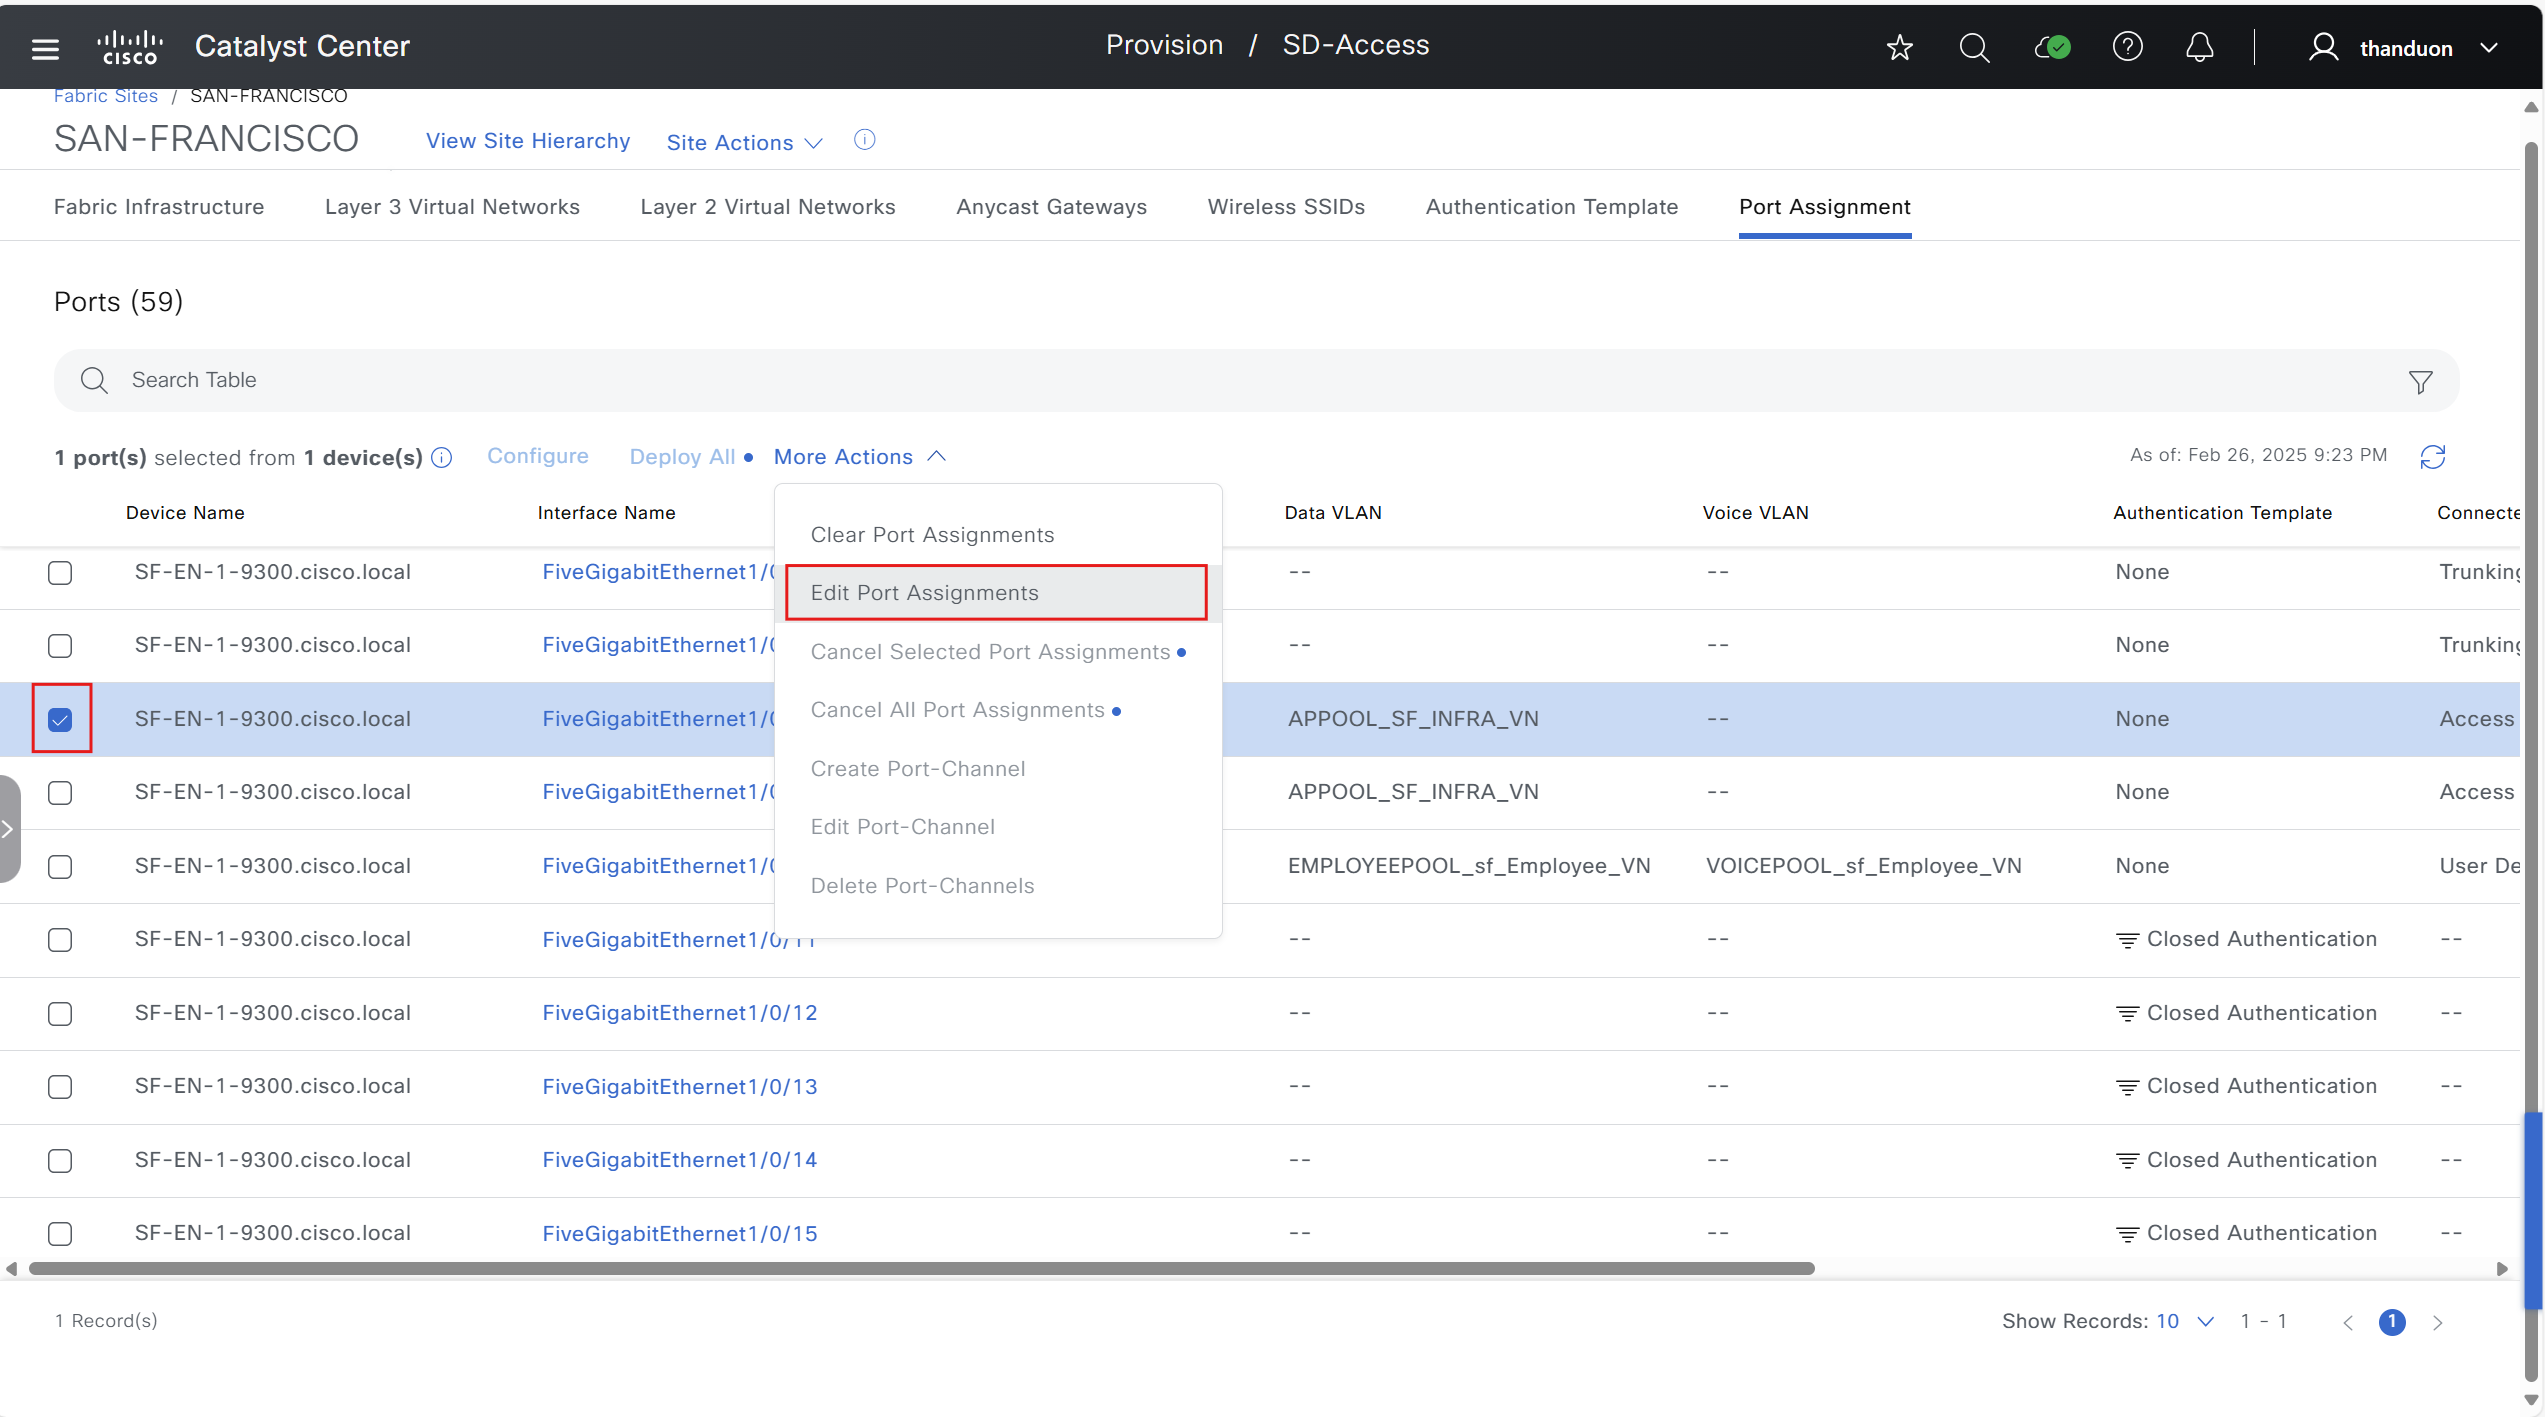 cisco Catalyst Center Provision / SD-Access thanduon
Fabric Sites / SAN-FRANCISCO
SAN-FRANCISCO View Site Hierarchy Site Actions
Fabric Infrastructure Layer 3 Virtual Networks Layer 2 Virtual Networks Anycast Gateways Wireless SSIDs Authentication Template Port Assignment
Ports (59)
Search Table
1 port(s) selected from 1 device(s) Configure Deploy All More Actions As of: Feb 26, 2025 9:23 PM
Device Name Interface Name Data VLAN Voice VLAN Authentication Template Connecte
Clear Port Assignments
Edit Port Assignments
Cancel Selected Port Assignments
Cancel All Port Assignments
Create Port-Channel
Edit Port-Channel
Delete Port-Channels
SF-EN-1-9300.cisco.local FiveGigabitEthernet1/0 -- -- None Trunking
SF-EN-1-9300.cisco.local FiveGigabitEthernet1/0 -- -- None Trunking
SF-EN-1-9300.cisco.local FiveGigabitEthernet1/0 APPOOL_SF_INFRA_VN -- None Access
SF-EN-1-9300.cisco.local FiveGigabitEthernet1/0 APPOOL_SF_INFRA_VN -- None Access
SF-EN-1-9300.cisco.local FiveGigabitEthernet1/0 EMPLOYEEPOOL_sf_Employee_VN VOICEPOOL_sf_Employee_VN None User De
SF-EN-1-9300.cisco.local FiveGigabitEthernet1/0/11 -- -- Closed Authentication --
SF-EN-1-9300.cisco.local FiveGigabitEthernet1/0/12 -- -- Closed Authentication --
SF-EN-1-9300.cisco.local FiveGigabitEthernet1/0/13 -- -- Closed Authentication --
SF-EN-1-9300.cisco.local FiveGigabitEthernet1/0/14 -- -- Closed Authentication --
SF-EN-1-9300.cisco.local FiveGigabitEthernet1/0/15 -- -- Closed Authentication --
1 Record(s) Show Records: 10 1 - 1 1